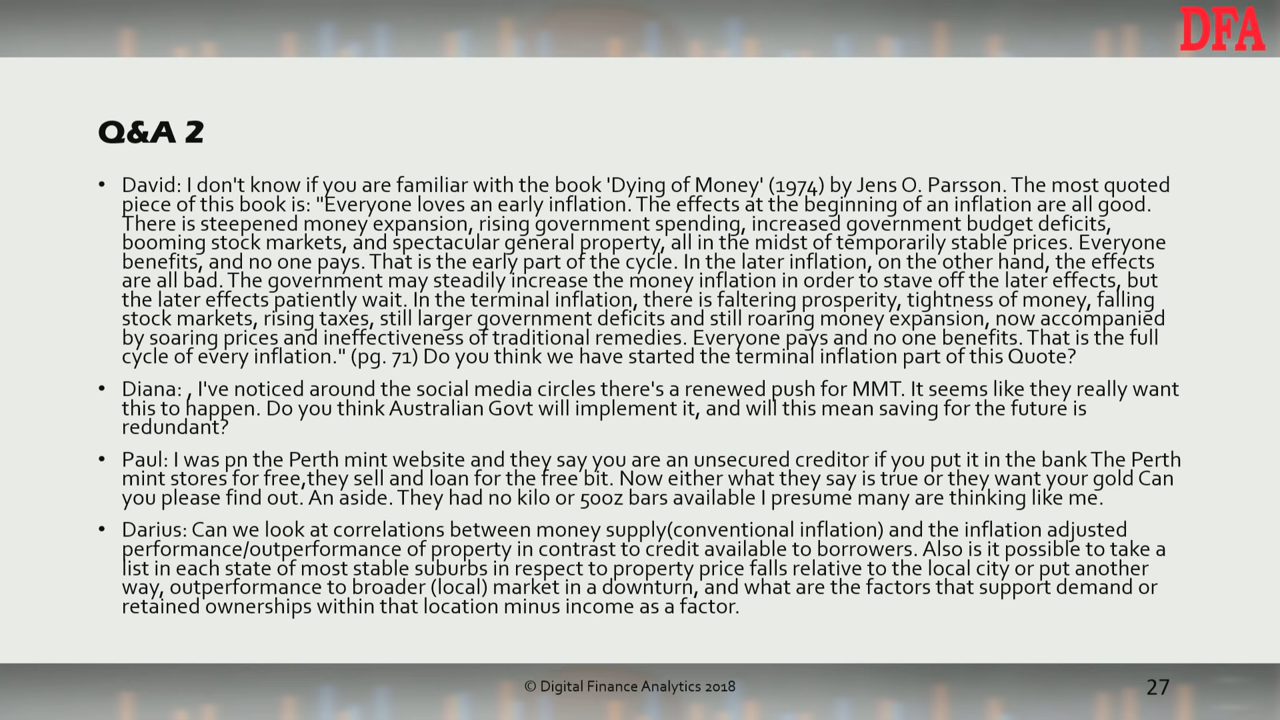 DFA
Q&A 2
• David: I don't know if you are familiar with the book 'Dying of Money' (1974) by Jens O. Parsson. The most quoted
piece of this book is: "Everyone loves an early inflation. The effects at the beginning of an inflation are all good.
There is steepened money expansion, rising government spending, increased government budget deficits,
booming stock markets, and spectacular general property, all in the midst of temporarily stable prices. Everyone
benefits, and no one pays. That is the early part of the cycle. In the later inflation, on the other hand, the effects
are all bad. The government may steadily increase the money inflation in order to stave off the later effects, but
the later effects patiently wait. In the terminal inflation, there is faltering prosperity, tightness of money, falling
stock markets, rising taxes, still larger government deficits and still roaring money expansion, now accompanied
by soaring prices and ineffectiveness of traditional remedies. Everyone pays and no one benefits. That is the full
cycle of every inflation." (pg. 71) Do you think we have started the terminal inflation part of this Quote?
• Diana: , I've noticed around the social media circles there's a renewed push for MMT. It seems like they really want
this to happen. Do you think Australian Govt will implement it, and will this mean saving for the future is
redundant?
• Paul: I was pn the Perth mint website and they say you are an unsecured creditor if you put it in the bank The Perth
mint stores for free,they sell and loan for the free bit. Now either what they say is true or they want your gold Can
you please find out. An aside. They had no kilo or 50oz bars available I presume many are thinking like me.
• Darius: Can we look at correlations between money supply(conventional inflation) and the inflation adjusted
performance/outperformance of property in contrast to credit available to borrowers. Also is it possible to take a
list in each state of most stable suburbs in respect to property price falls relative to the local city or put another
way, outperformance to broader (local) market in a downturn, and what are the factors that support demand or
retained ownerships within that location minus income as a factor.
© Digital Finance Analytics 2018
27